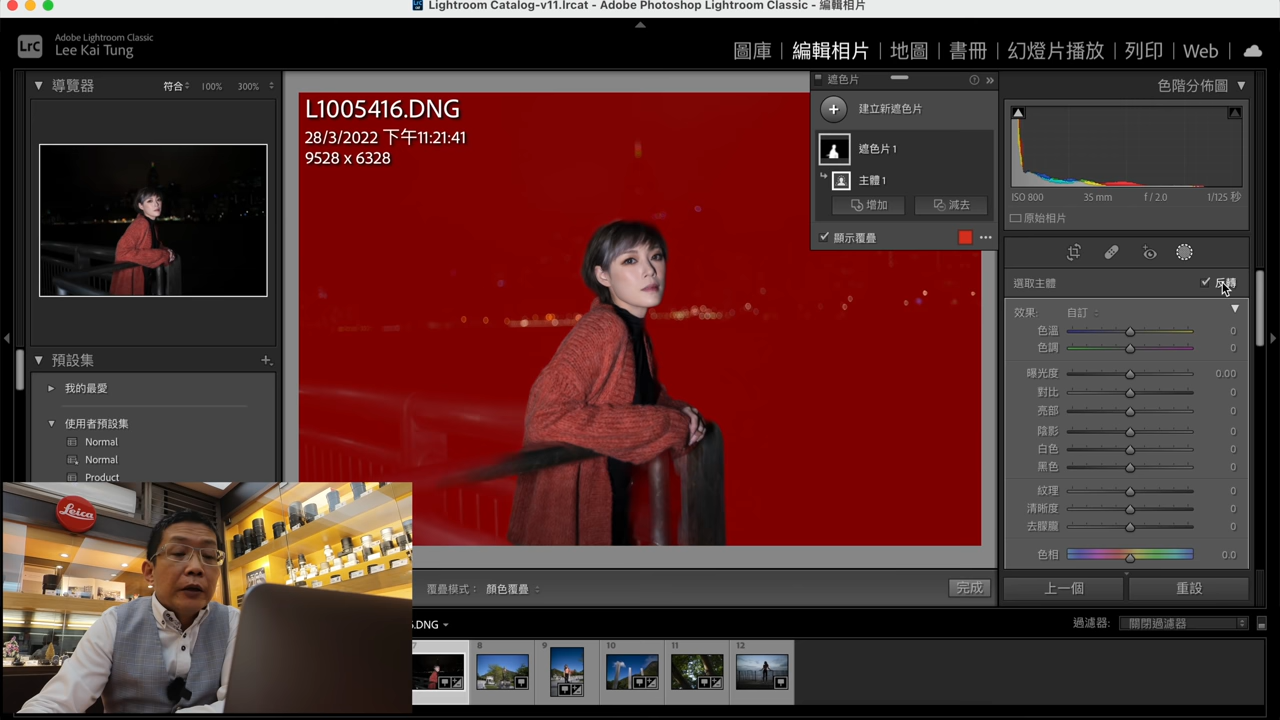 Lightroom Catalog-v11.lrcat - Adobe Photoshop Lightroom Classic - 編輯相片
LrC
Adobe Lightroom Classic
Lee Kai Tung
圖庫 | 編輯相片 | 地圖 | 書冊 | 幻燈片播放 | 列印 | Web
導覽器 符合 100% 300%
預設集
我的最愛
使用者預設集
Normal
Normal
Product
Leica
L1005416.DNG
28/3/2022 下午11:21:41
9528 x 6328
遮色片
建立新遮色片
遮色片1
主體 1
增加 減去
顯示覆疊
色階分佈圖
ISO 800 35 mm f / 2.0 1/125 秒
原始相片
選取主體 反轉
效果: 自訂
色溫 0
色調 0
曝光度 0.00
對比 0
亮部 0
陰影 0
白色 0
黑色 0
紋理 0
清晰度 0
去朦朧 0
色相 0.0
上一個 重設
覆疊模式: 顏色覆疊 完成
.DNG
過濾器: 關閉過濾器
7 8 9 10 11 12